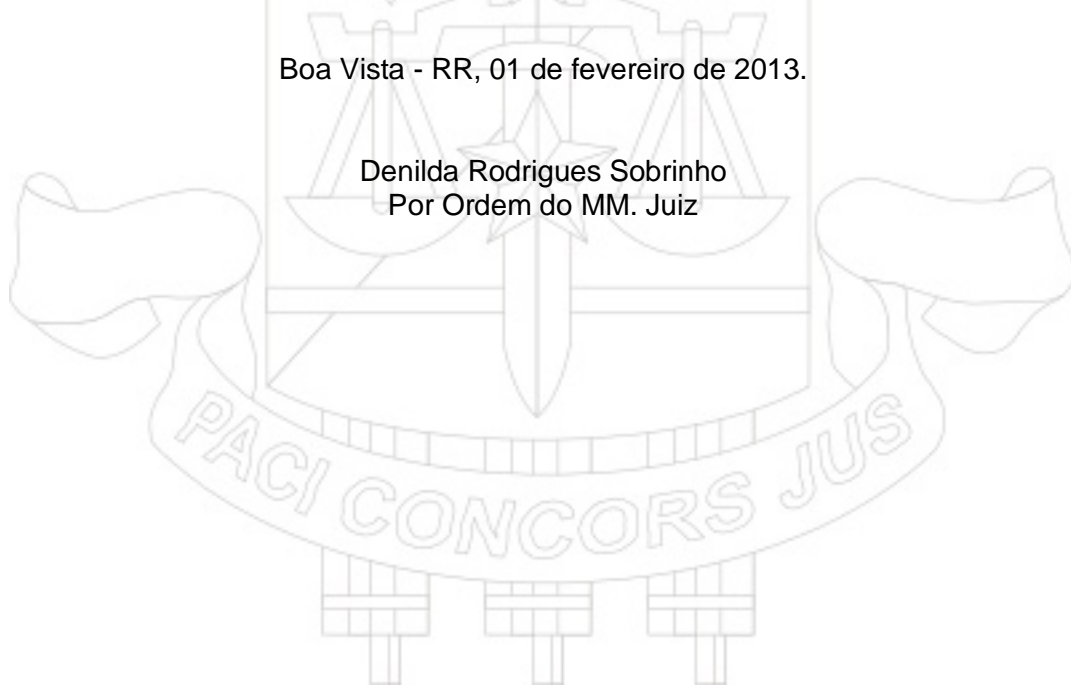 Boa Vista - RR, 01 de fevereiro de 2013.
Denilda Rodrigues Sobrinho
Por Ordem do MM. Juiz
PACI CONCORS JUS